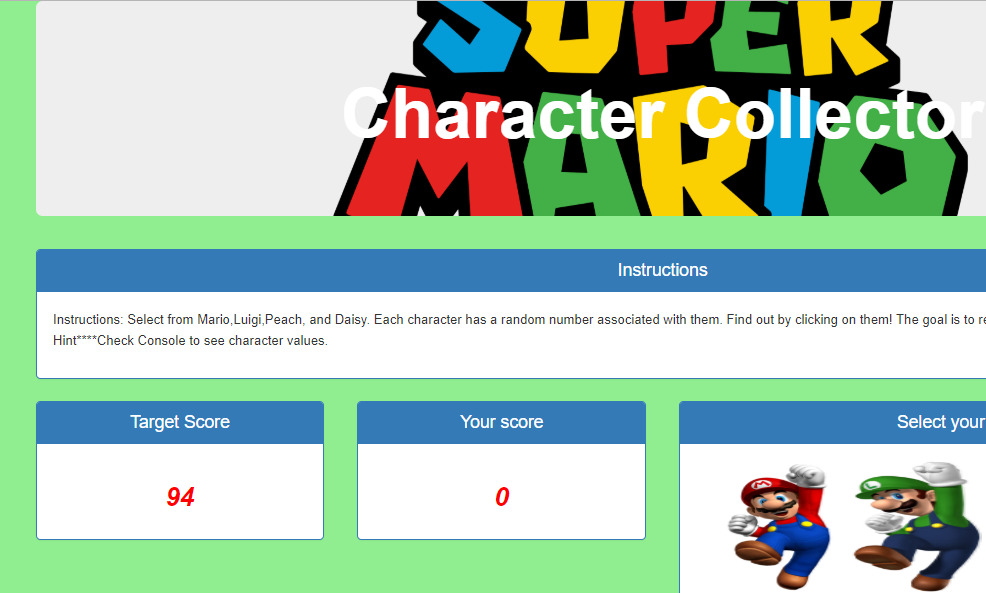 SUPER
MARIO
Character Collector
Instructions
Instructions: Select from Mario,Luigi,Peach, and Daisy. Each character has a random number associated with them. Find out by clicking on them! The goal is to re
Hint****Check Console to see character values.
Target Score
Your score
Select your
94
0
M
L